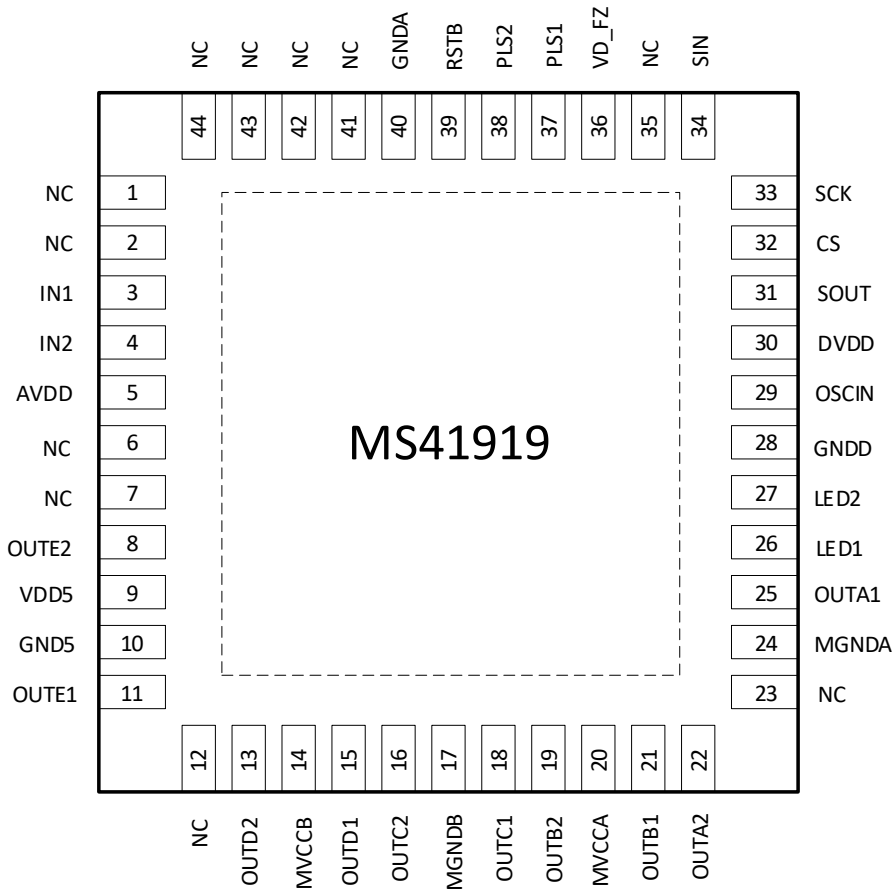 NC NC NC NC GNDA RSTB PLS2 PLS1 VD_FZ NC SIN
44 43 42 41 40 39 38 37 36 35 34
NC 1 33 SCK
NC 2 32 CS
IN1 3 31 SOUT
IN2 4 30 DVDD
AVDD 5 29 OSCIN
NC 6 MS41919 28 GNDD
NC 7 27 LED2
OUTE2 8 26 LED1
VDD5 9 25 OUTA1
GND5 10 24 MGNDA
OUTE1 11 23 NC
12 13 14 15 16 17 18 19 20 21 22
NC OUTD2 MVCCB OUTD1 OUTC2 MGNDB OUTC1 OUTB2 MVCCA OUTB1 OUTA2